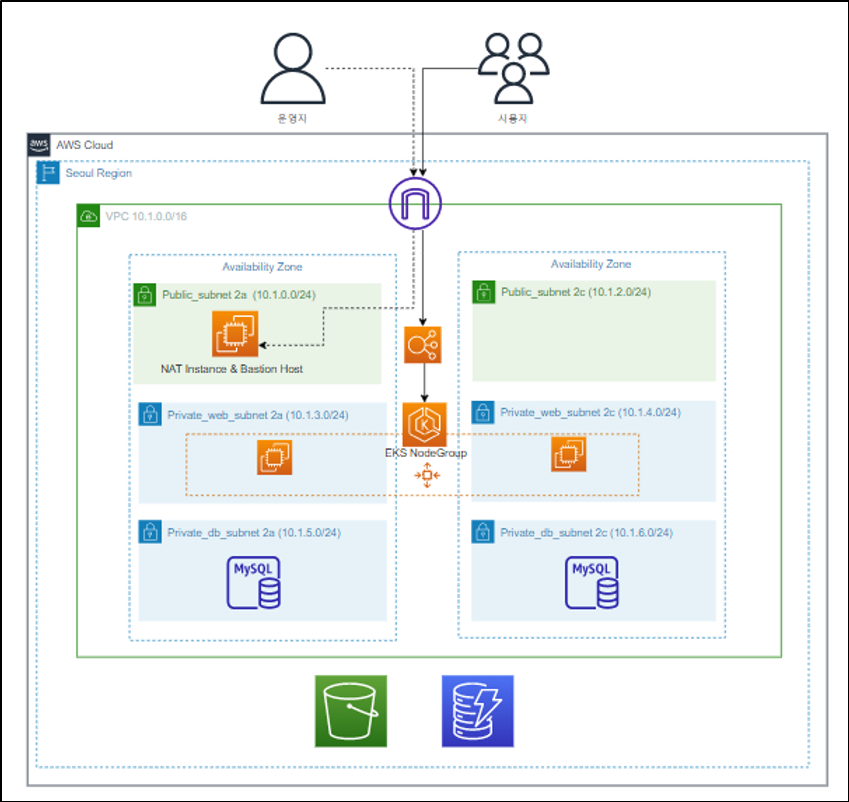 운영자
사용자
aws
AWS Cloud
Seoul Region
VPC 10.1.0.0/16
Availability Zone
Availability Zone
Public_subnet 2a (10.1.0.0/24)
Public_subnet 2c (10.1.2.0/24)
NAT Instance & Bastion Host
Private_web_subnet 2a (10.1.3.0/24)
Private_web_subnet 2c (10.1.4.0/24)
K
EKS NodeGroup
Private_db_subnet 2a (10.1.5.0/24)
Private_db_subnet 2c (10.1.6.0/24)
MySQL
MySQL